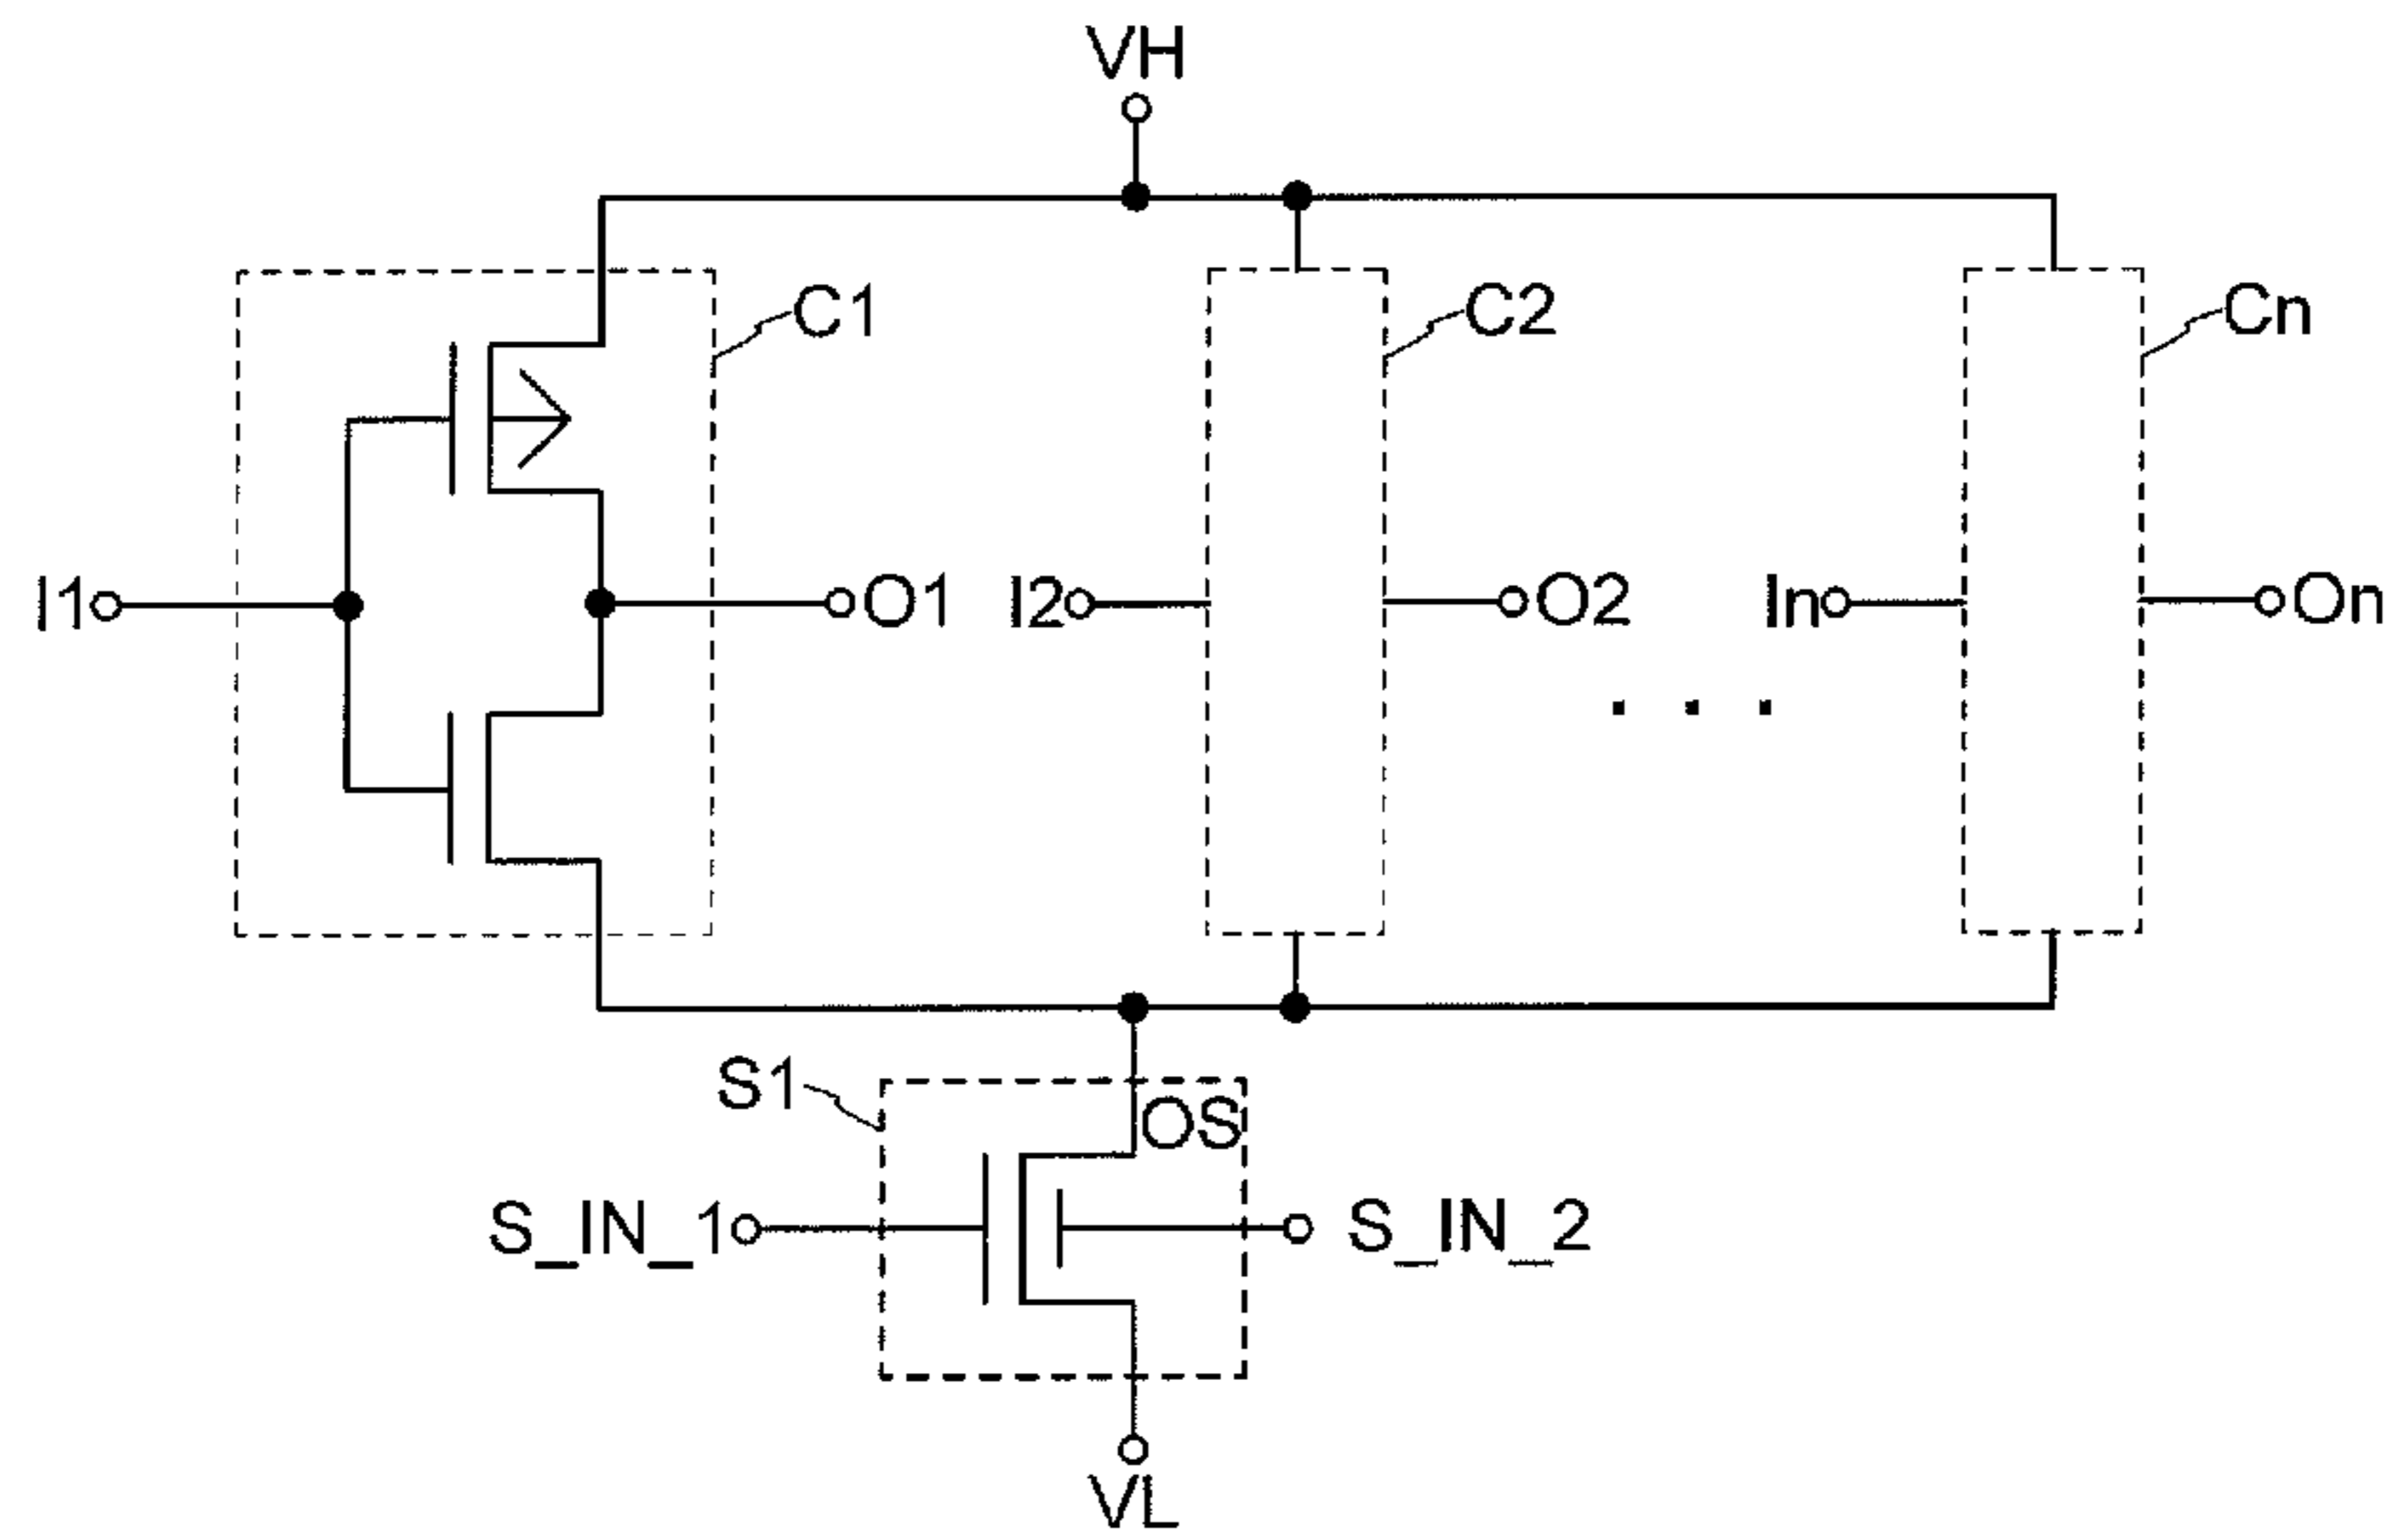 VH
C1
C2
Cn
I1
O1
I2
O2
In
On
S1
OS
S_IN_1
S_IN_2
VL